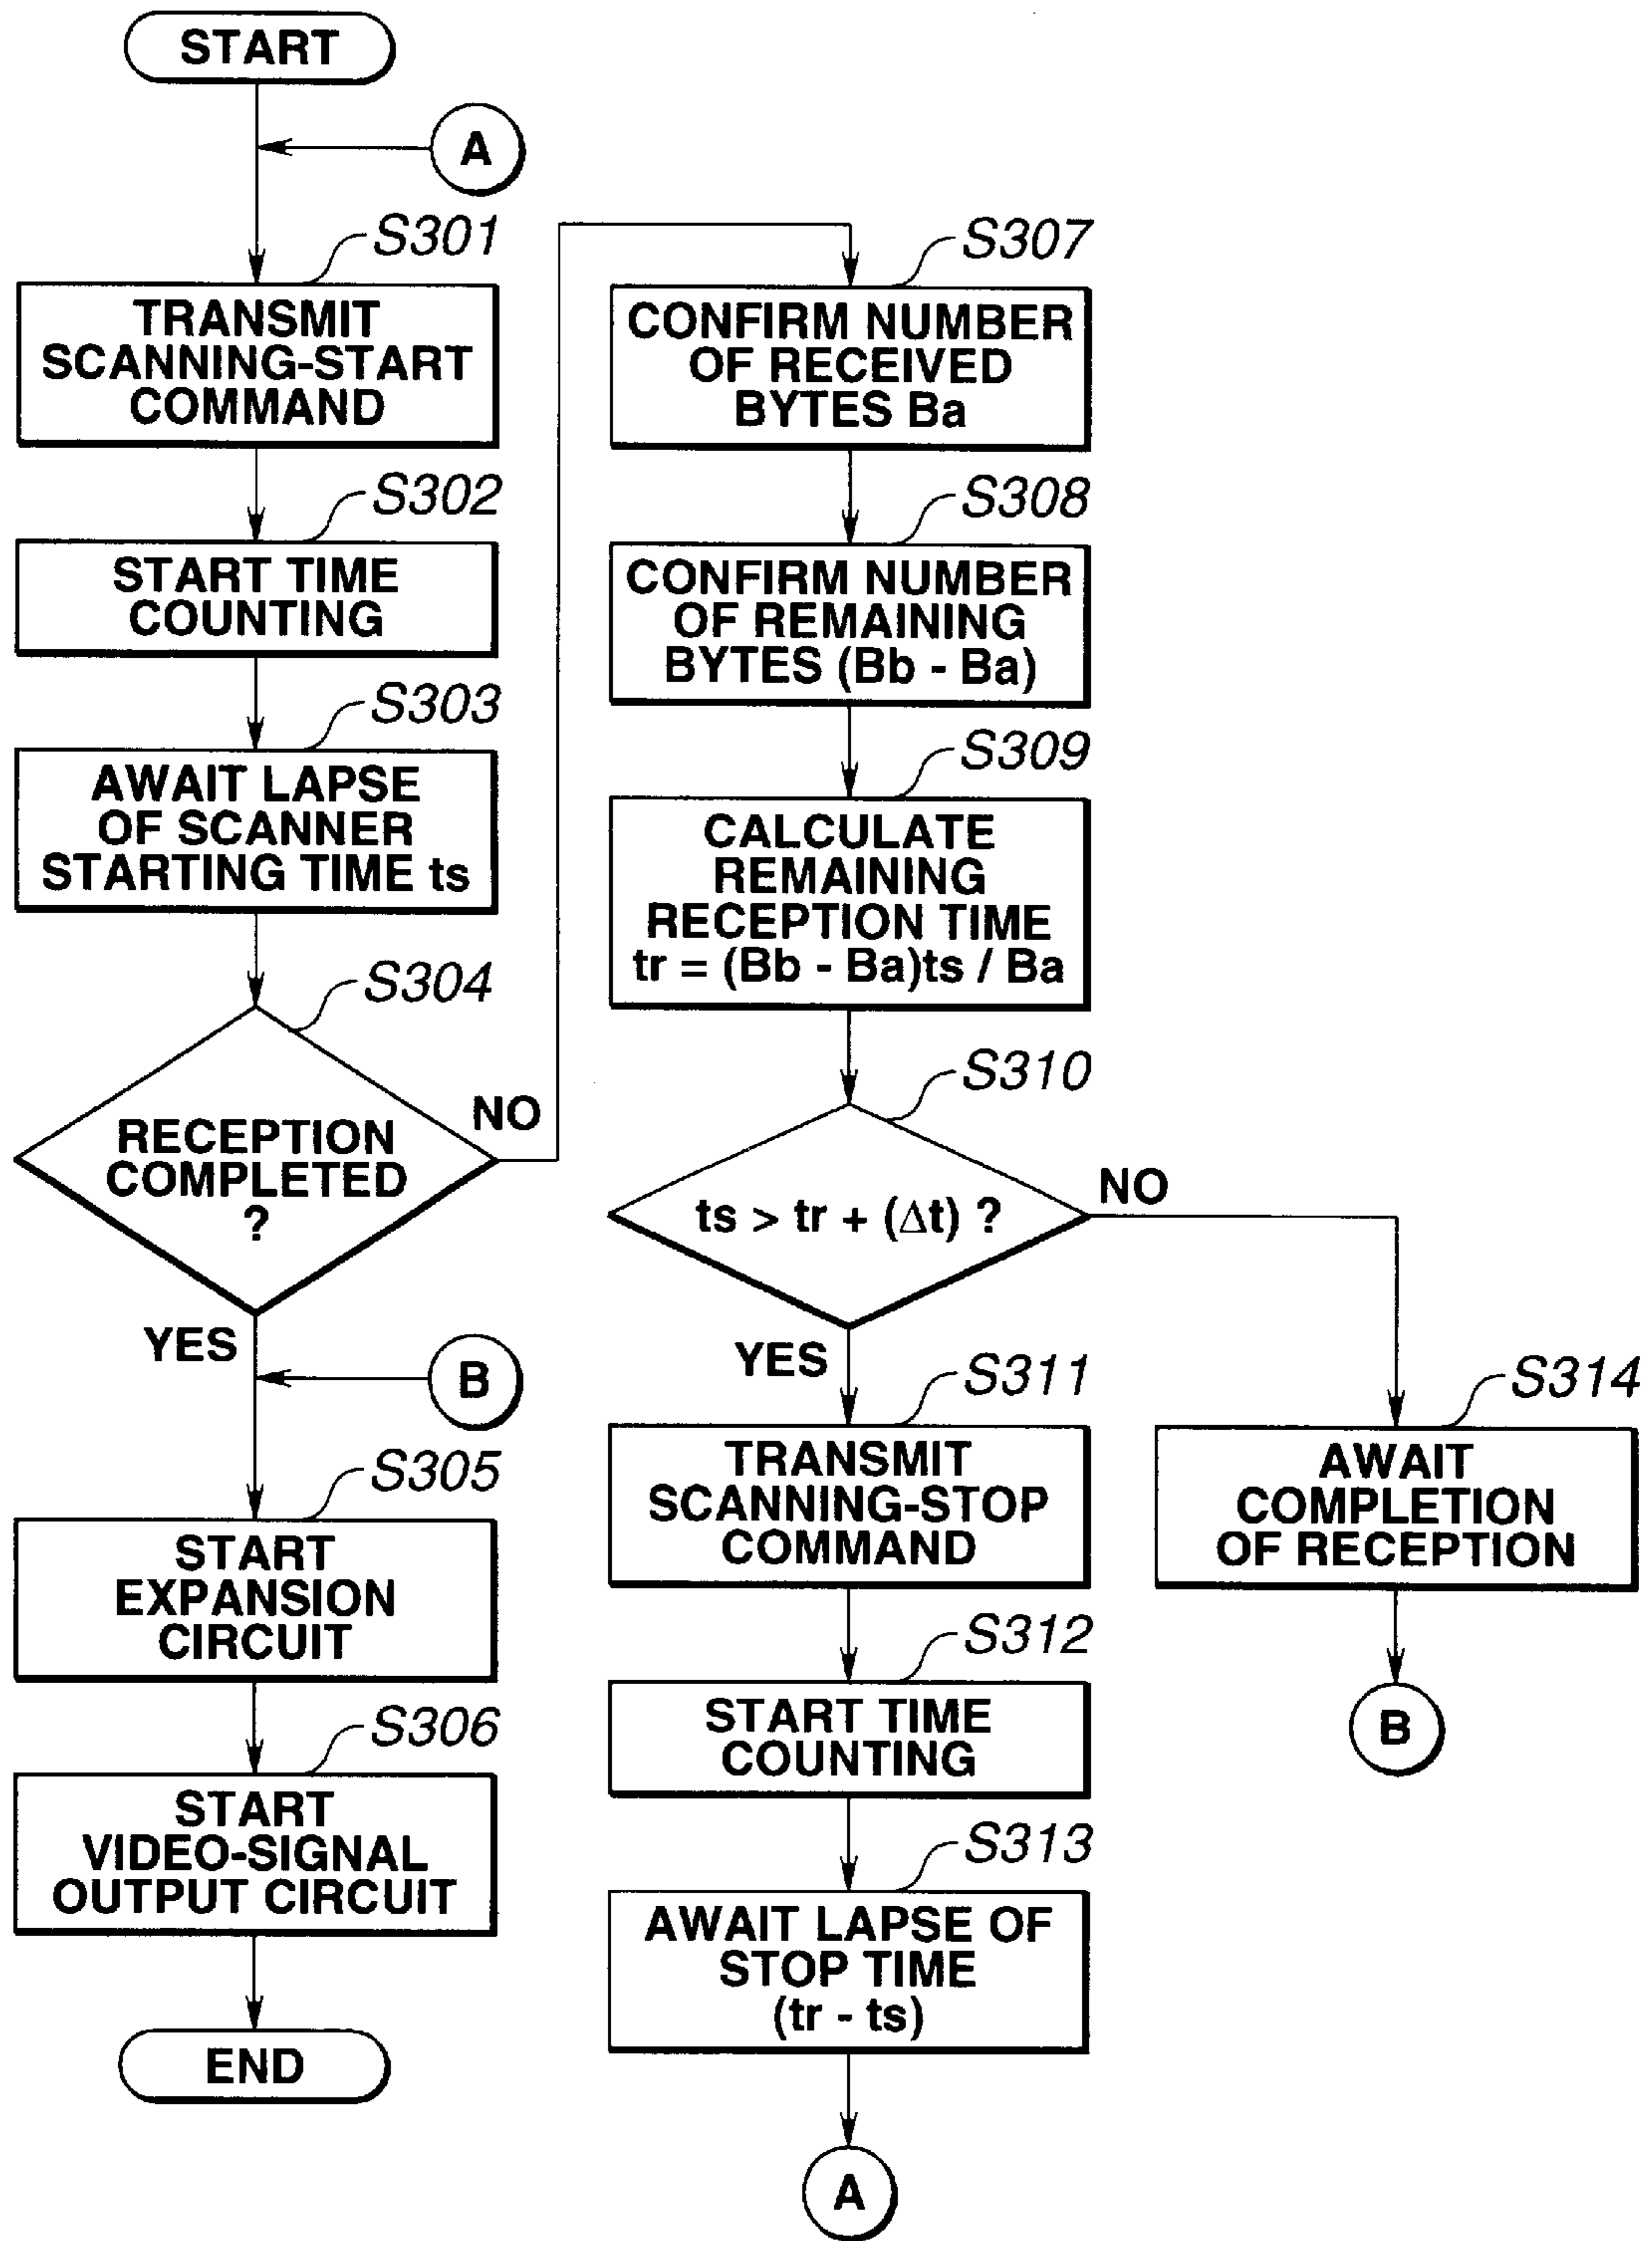 START
A
S301
TRANSMIT
SCANNING-START
COMMAND
S302
START TIME
COUNTING
S303
AWAIT LAPSE
OF SCANNER
STARTING TIME ts
S304
RECEPTION
COMPLETED
?
NO
YES
B
S305
START
EXPANSION
CIRCUIT
S306
START
VIDEO-SIGNAL
OUTPUT CIRCUIT
END
S307
CONFIRM NUMBER
OF RECEIVED
BYTES Ba
S308
CONFIRM NUMBER
OF REMAINING
BYTES (Bb - Ba)
S309
CALCULATE
REMAINING
RECEPTION TIME
tr = (Bb - Ba)ts / Ba
S310
ts > tr + (Δt) ?
NO
YES
S311
TRANSMIT
SCANNING-STOP
COMMAND
S312
START TIME
COUNTING
S313
AWAIT LAPSE OF
STOP TIME
(tr - ts)
A
S314
AWAIT
COMPLETION
OF RECEPTION
B